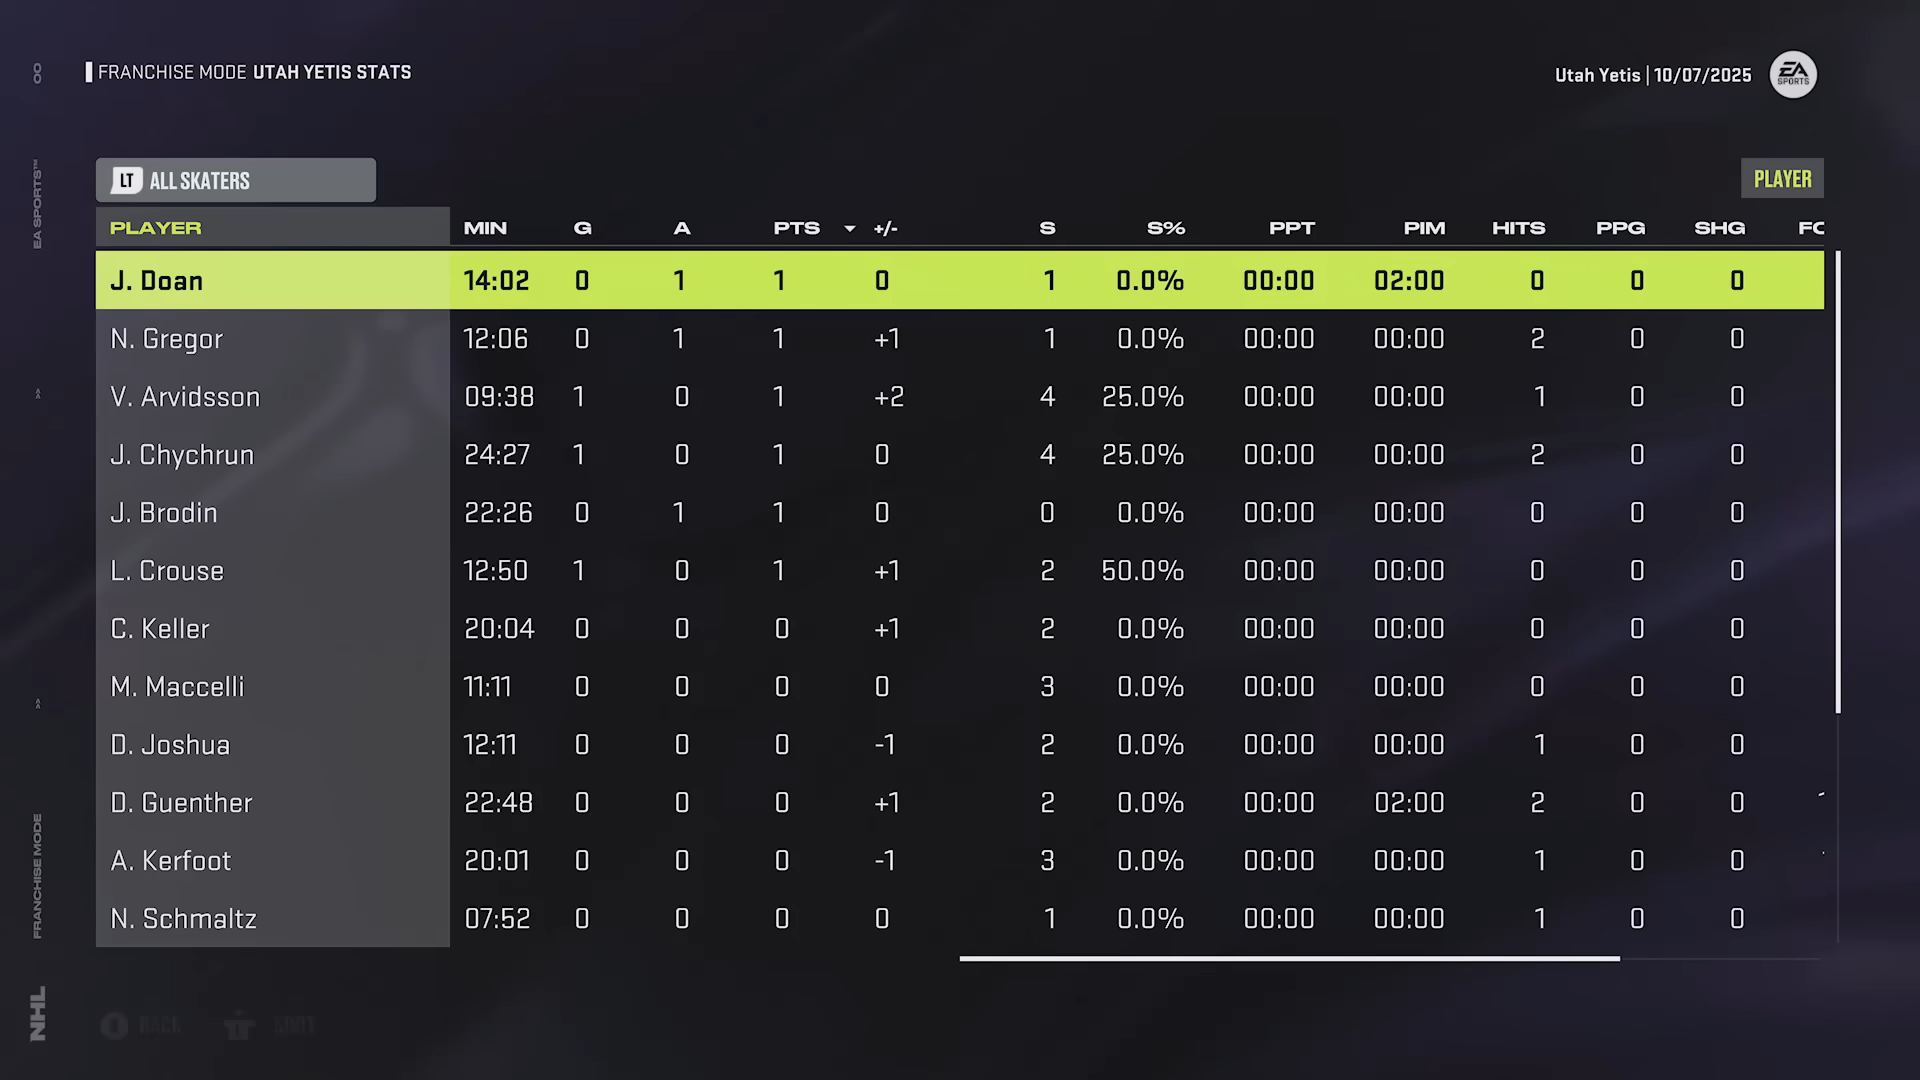 FRANCHISE MODE UTAH YETIS STATS
Utah Yetis | 10/07/2025
EA SPORTS
EA SPORTS™
FRANCHISE MODE
NHL
LT ALL SKATERS
PLAYER
PLAYER MIN G A PTS +/- S S% PPT PIM HITS PPG SHG
J. Doan 14:02 0 1 1 0 1 0.0% 00:00 02:00 0 0 0
N. Gregor 12:06 0 1 1 +1 1 0.0% 00:00 00:00 2 0 0
V. Arvidsson 09:38 1 0 1 +2 4 25.0% 00:00 00:00 1 0 0
J. Chychrun 24:27 1 0 1 0 4 25.0% 00:00 00:00 2 0 0
J. Brodin 22:26 0 1 1 0 0 0.0% 00:00 00:00 0 0 0
L. Crouse 12:50 1 0 1 +1 2 50.0% 00:00 00:00 0 0 0
C. Keller 20:04 0 0 0 +1 2 0.0% 00:00 00:00 0 0 0
M. Maccelli 11:11 0 0 0 0 3 0.0% 00:00 00:00 0 0 0
D. Joshua 12:11 0 0 0 -1 2 0.0% 00:00 00:00 1 0 0
D. Guenther 22:48 0 0 0 +1 2 0.0% 00:00 02:00 2 0 0
A. Kerfoot 20:01 0 0 0 -1 3 0.0% 00:00 00:00 1 0 0
N. Schmaltz 07:52 0 0 0 0 1 0.0% 00:00 00:00 1 0 0
BACK